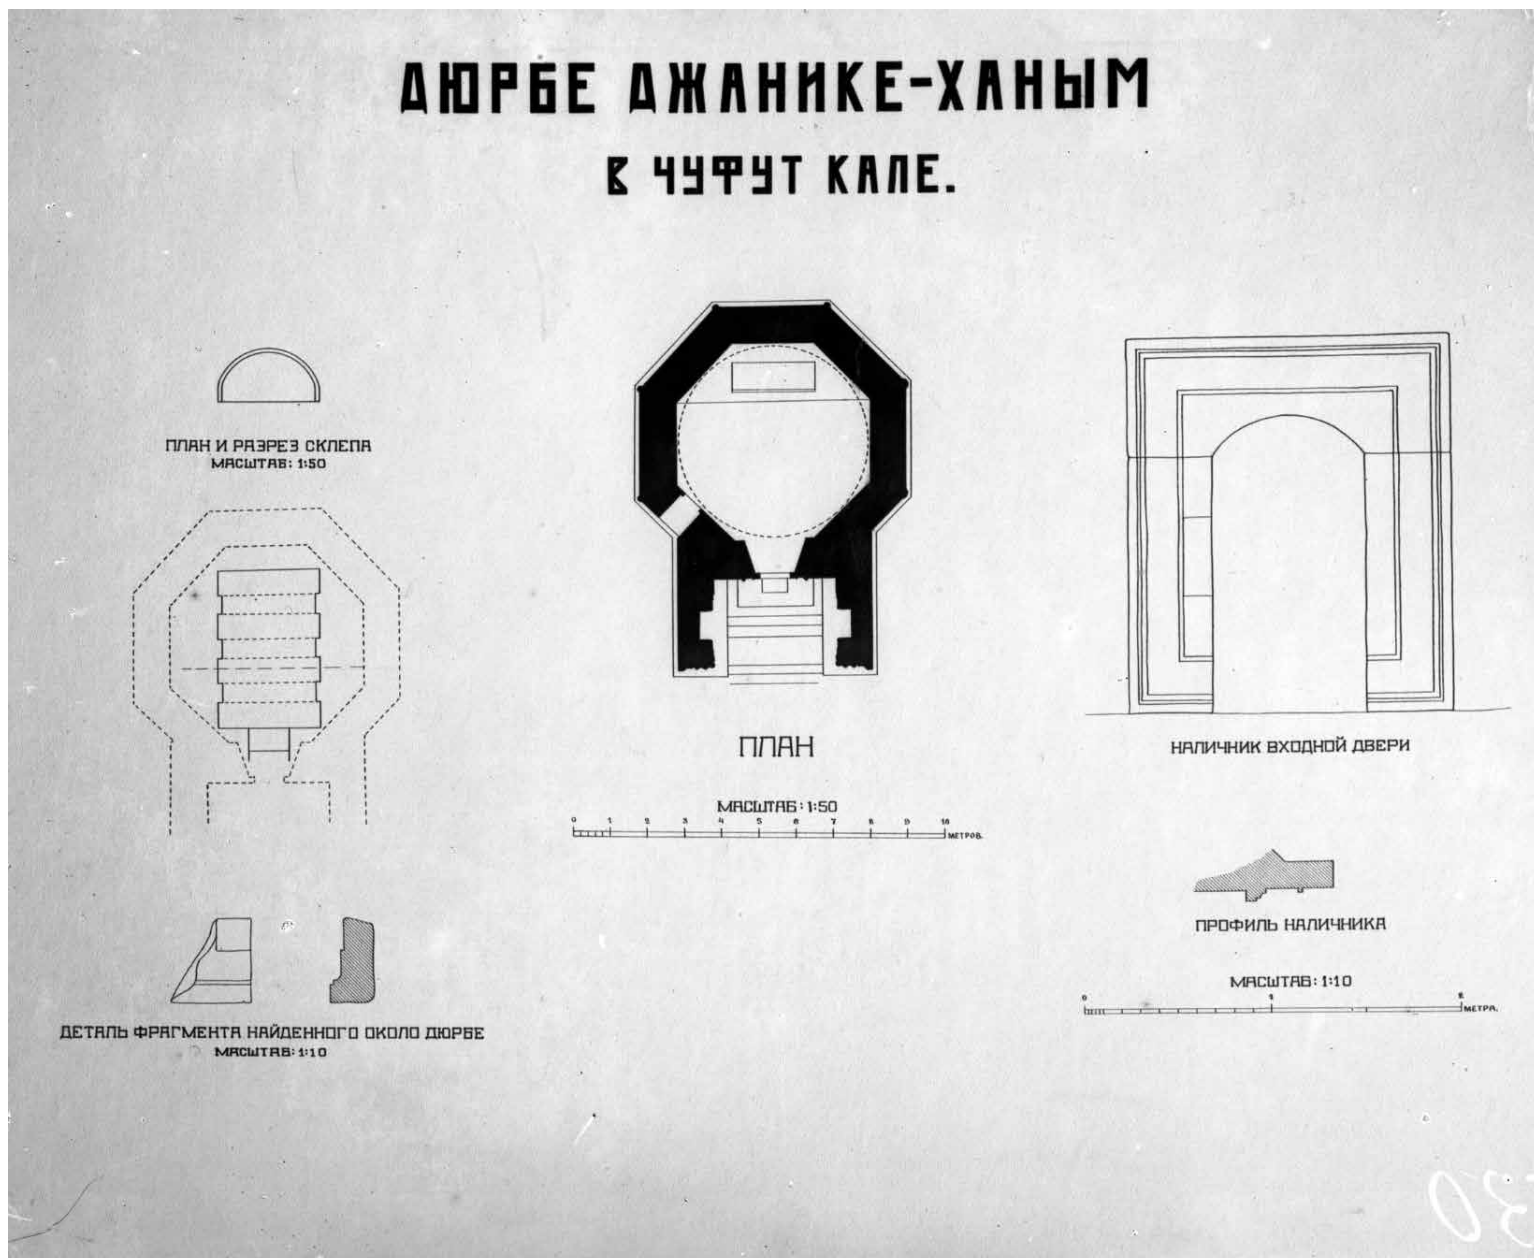 ДЮРБЕ ДЖАНИКЕ-ХАНЫМ
В ЧУФУТ КАЛЕ.
ПЛАН И РАЗРЕЗ СКЛЕПА
МАСШТАБ: 1:50
ДЕТАЛЬ ФРАГМЕНТА НАЙДЕННОГО ОКОЛО ДЮРБЕ
МАСШТАБ: 1:10
ПЛАН
МАСШТАБ: 1:50
0 1 2 3 4 5 6 7 8 9 10 МЕТРОВ.
НАЛИЧНИК ВХОДНОЙ ДВЕРИ
ПРОФИЛЬ НАЛИЧНИКА
МАСШТАБ: 1:10
0 1 2 МЕТРА.